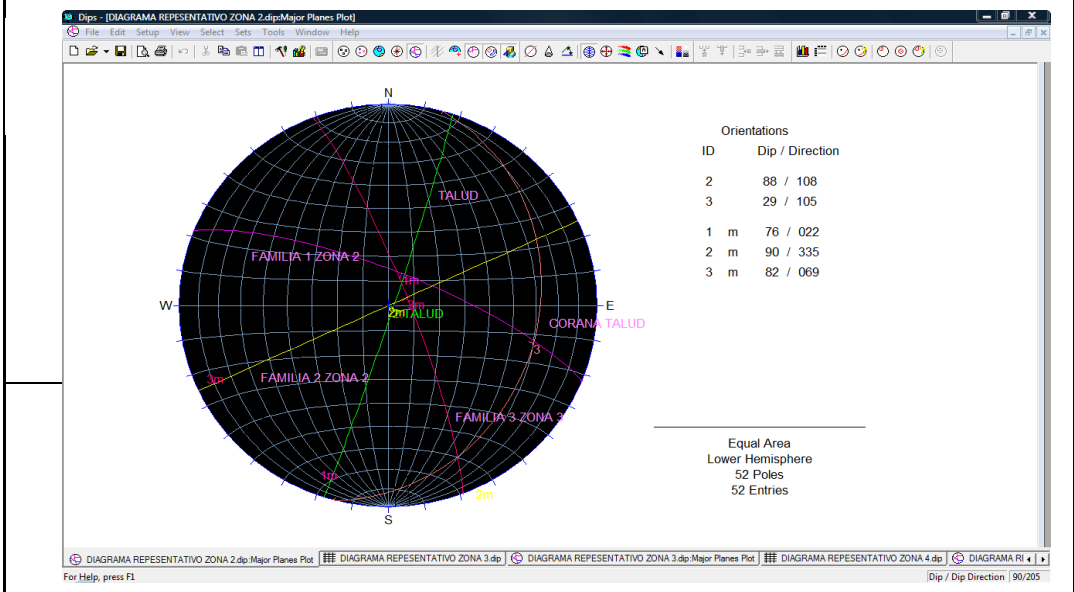 Dips - [DIAGRAMA REPESENTATIVO ZONA 2.dip:Major Planes Plot]
File Edit Setup View Select Sets Tools Window Help
N
Orientations
ID Dip / Direction
2 88 / 108
3 29 / 105
1 m 76 / 022
2 m 90 / 335
3 m 82 / 069
TALUD
FAMILIA 1 ZONA 2
1m
W
3m
E
2m
TALUD
CORANA TALUD
3
3m
FAMILIA 2 ZONA 2
FAMILIA 3 ZONA 3
1m
2m
S
Equal Area
Lower Hemisphere
52 Poles
52 Entries
DIAGRAMA REPESENTATIVO ZONA 2.dip:Major Planes Plot DIAGRAMA REPESENTATIVO ZONA 3.dip DIAGRAMA REPESENTATIVO ZONA 3.dip:Major Planes Plot DIAGRAMA REPESENTATIVO ZONA 4.dip DIAGRAMA RI
For Help, press F1
Dip / Dip Direction 90/205